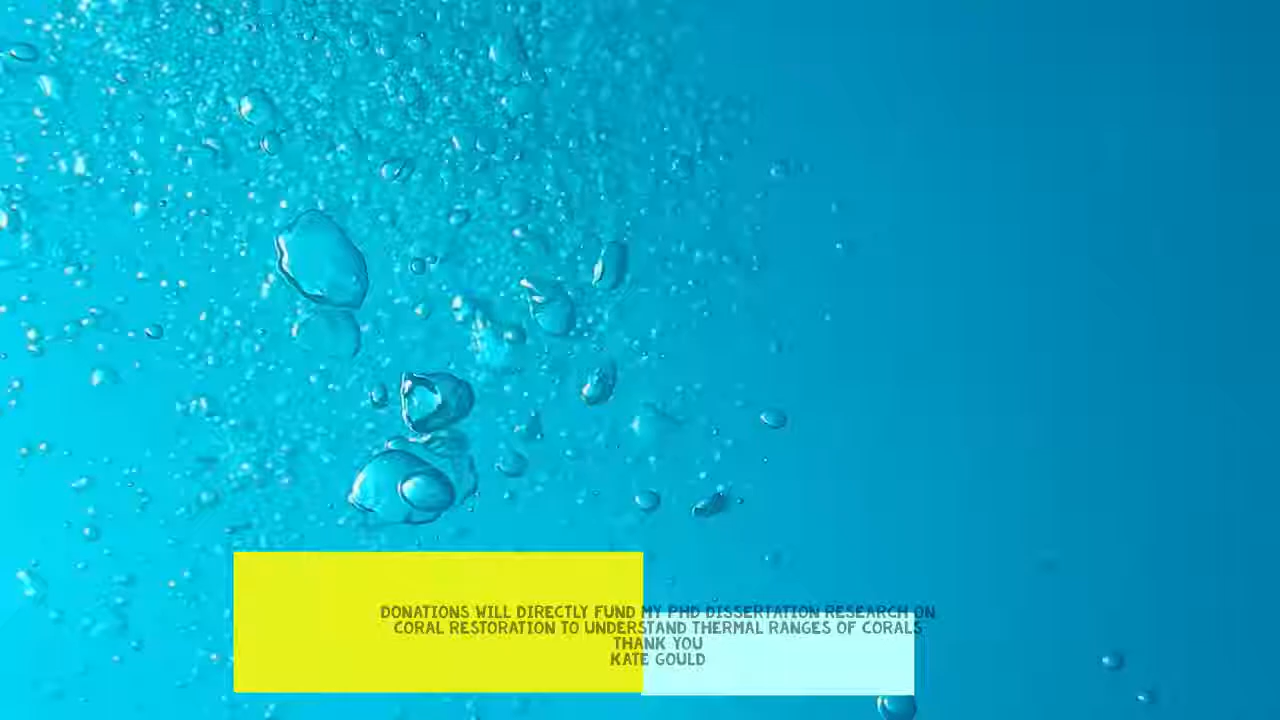 DONATIONS WILL DIRECTLY FUND MY PHD DISSERTATION RESEARCH ON
CORAL RESTORATION TO UNDERSTAND THERMAL RANGES OF CORALS
THANK YOU
KATE GOULD